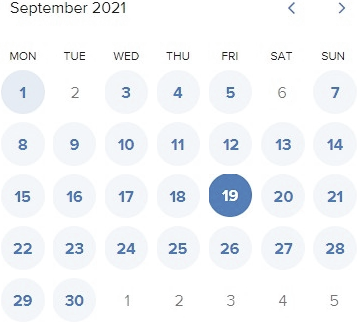 September 2021
MON TUE WED THU FRI SAT SUN
1 2 3 4 5 6 7
8 9 10 11 12 13 14
15 16 17 18 19 20 21
22 23 24 25 26 27 28
29 30 1 2 3 4 5